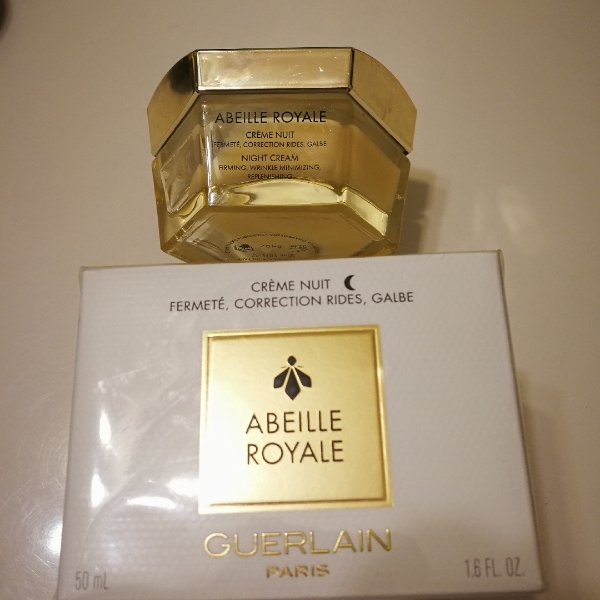 ABEILLE ROYALE
CRÈME NUIT
FERMETÉ, CORRECTION RIDES, GALBE
NIGHT CREAM
FIRMING, WRINKLE MINIMIZING,
REPLENISHING
CRÈME NUIT
FERMETÉ, CORRECTION RIDES, GALBE
ABEILLE
ROYALE
GUERLAIN
PARIS
50 mL
1.6 FL. OZ.